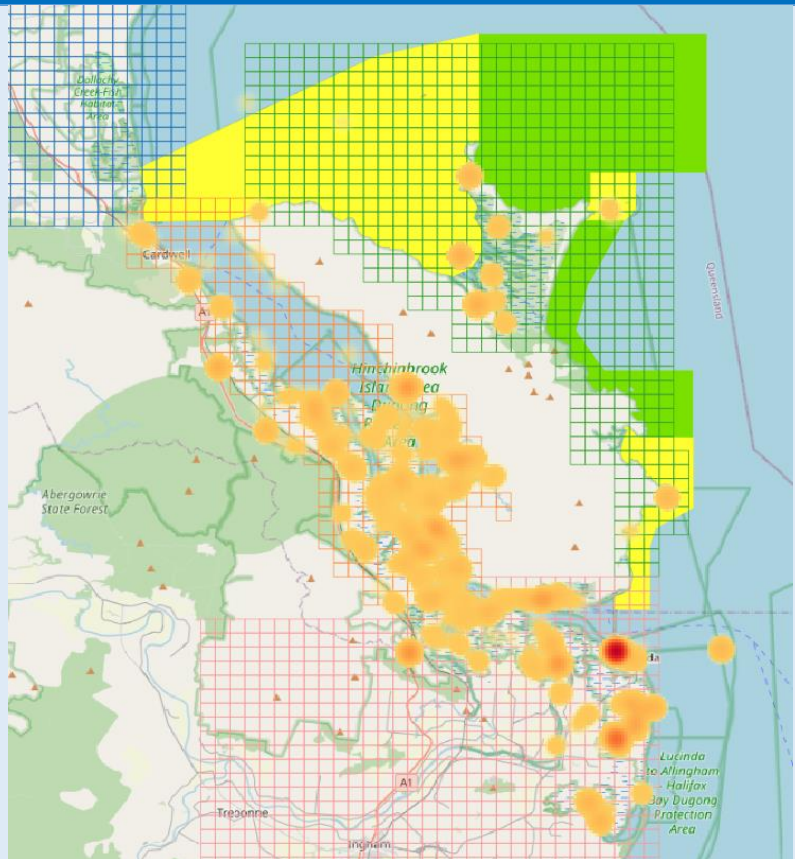 Dallachy
Creek-Fish
Habitat
Area
Cardwell
A1
Queensland
Hinchinbrook
Island Area
Dugong
Area
Abergowrie
State Forest
da
Lucinda
to Allingham
- Halifax
Bay Dugong
Protection
Area
A1
Trebonne
Ingham